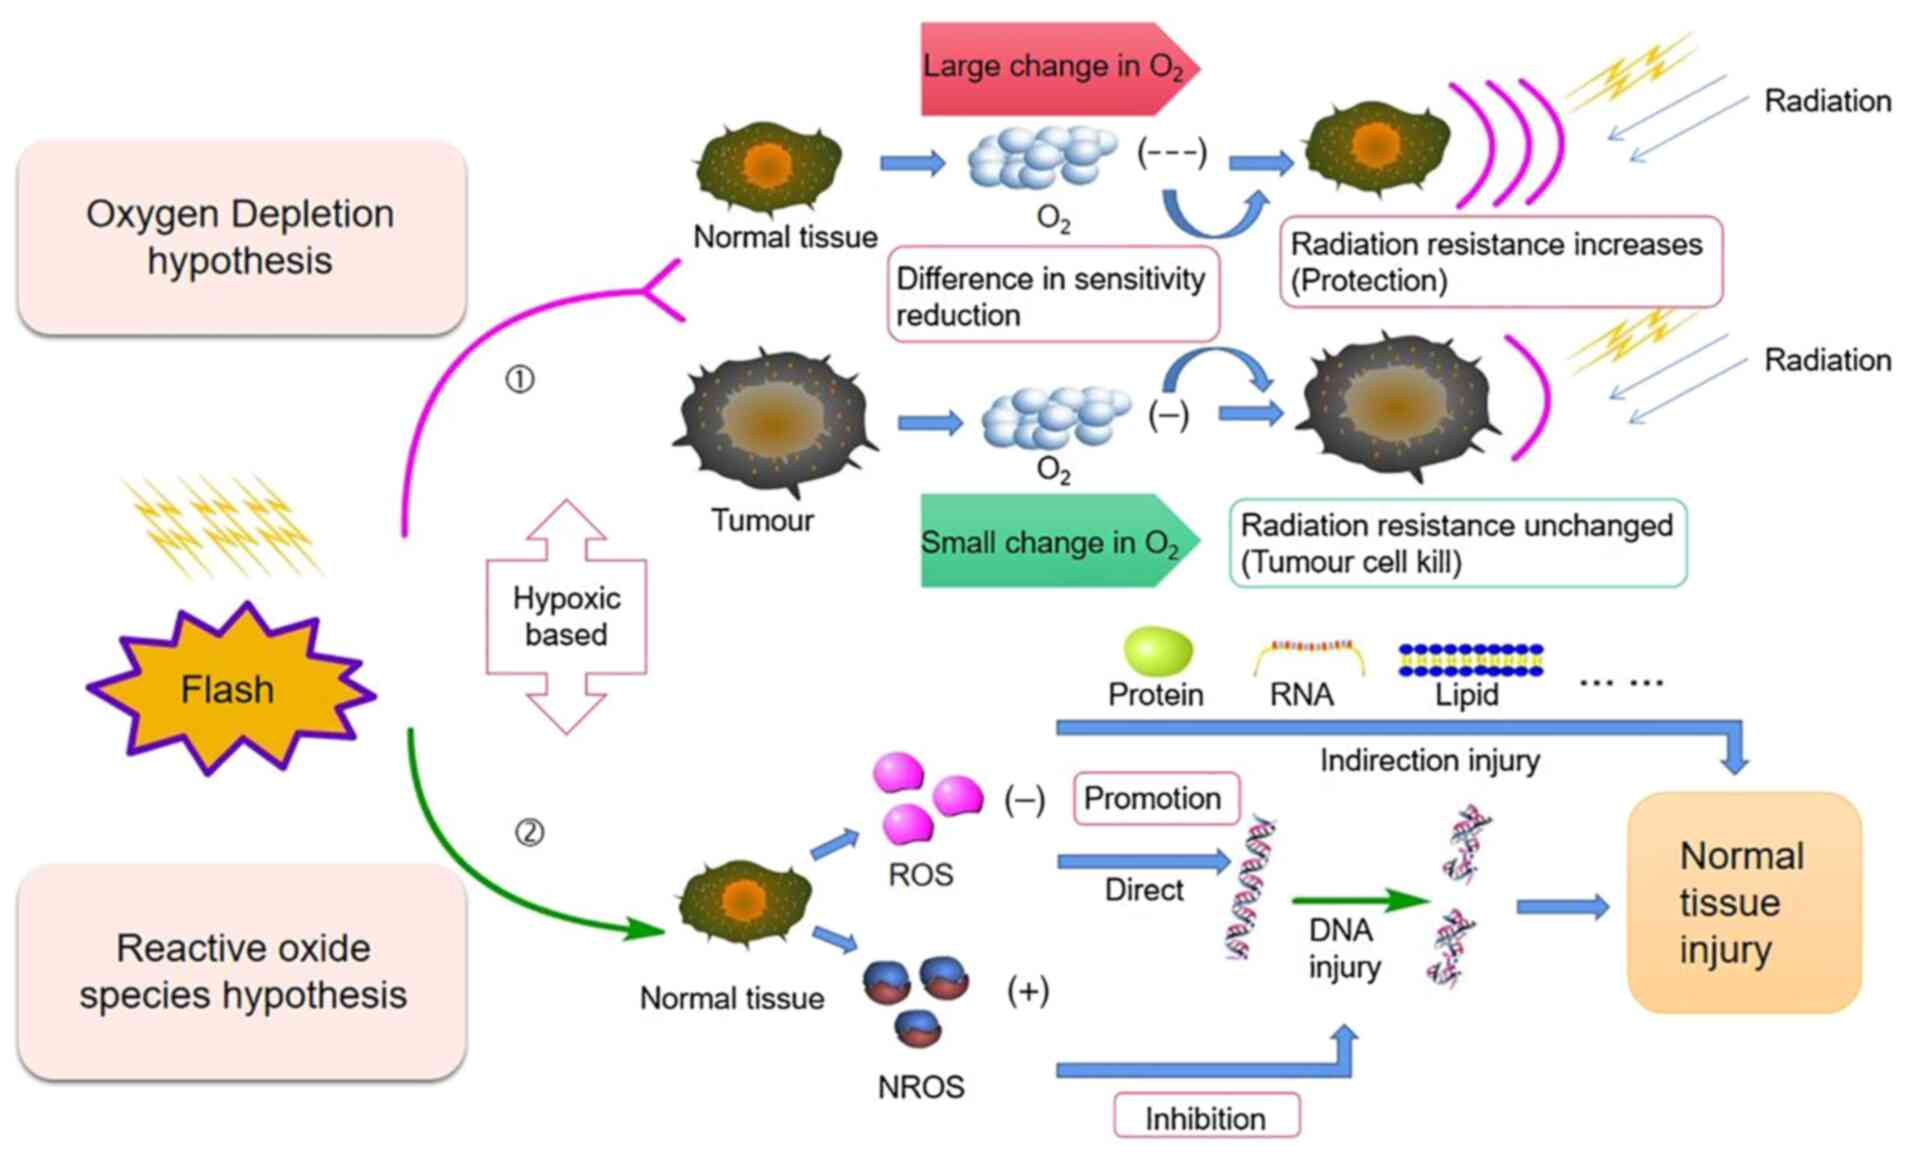 Large change in O₂
Radiation
Oxygen Depletion
hypothesis
Normal tissue
O₂
(---)
Radiation resistance increases
(Protection)
Difference in sensitivity
reduction
①
Radiation
Tumour
O₂
(–)
Small change in O₂
Radiation resistance unchanged
(Tumour cell kill)
Hypoxic
based
Flash
Protein
RNA
Lipid
... ...
Indirection injury
②
ROS
(–)
Promotion
Direct
DNA
injury
Normal
tissue
injury
Reactive oxide
species hypothesis
Normal tissue
(+)
NROS
Inhibition